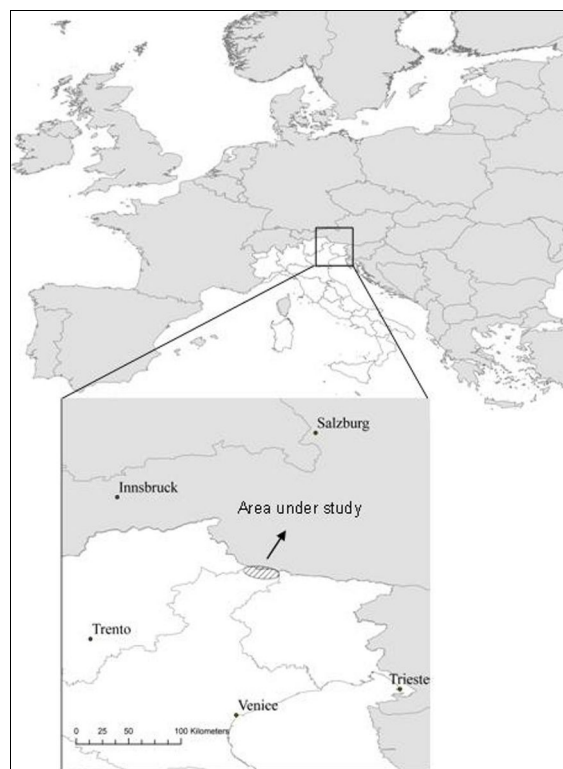 Salzburg
Innsbruck
Area under study
Trento
Trieste
Venice
0 25 50 100 Kilometers